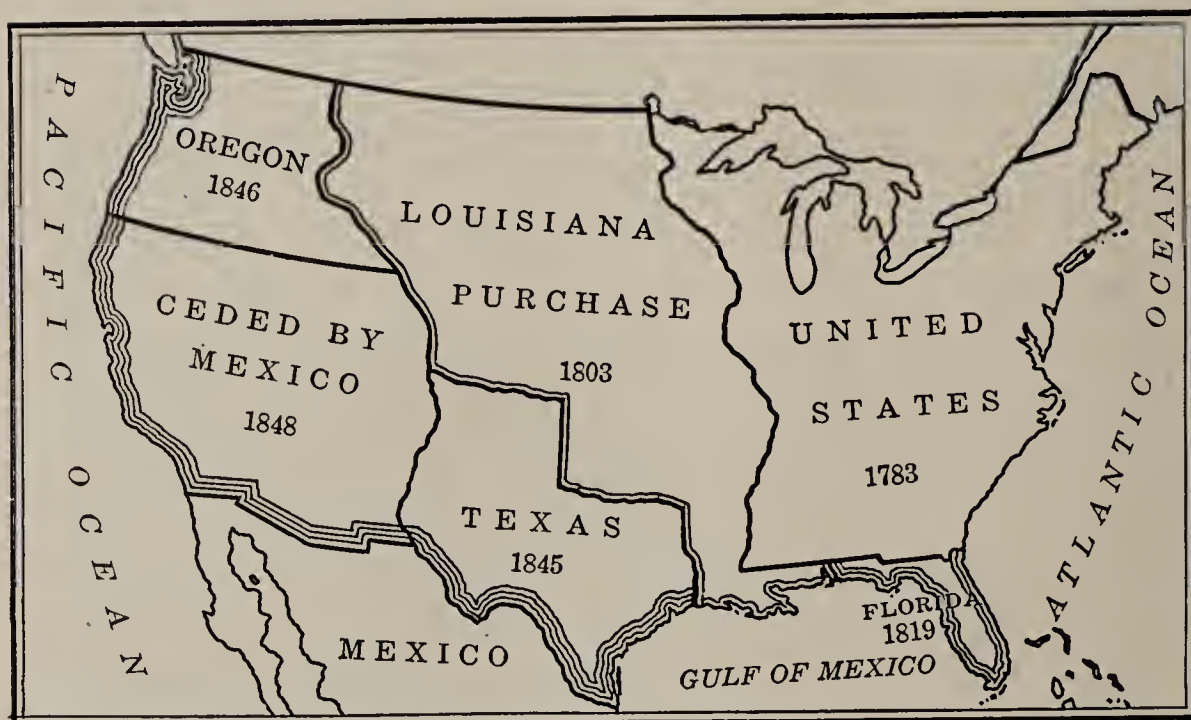 PACIFIC OCEAN
OREGON
1846
LOUISIANA
PURCHASE
1803
CEDED BY
MEXICO
1848
UNITED
STATES
1783
ATLANTIC OCEAN
TEXAS
1845
FLORIDA
1819
MEXICO
GULF OF MEXICO